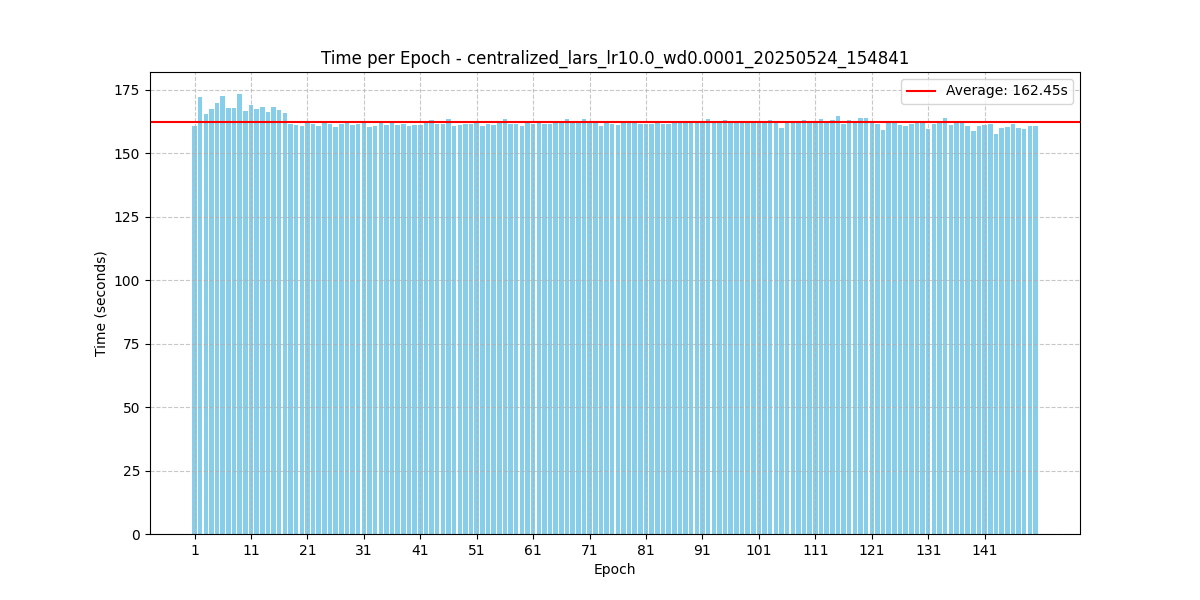 Time per Epoch - centralized_lars_lr10.0_wd0.0001_20250524_154841
Average: 162.45s
175
150
125
100
75
50
25
0
Time (seconds)
1 11 21 31 41 51 61 71 81 91 101 111 121 131 141
Epoch